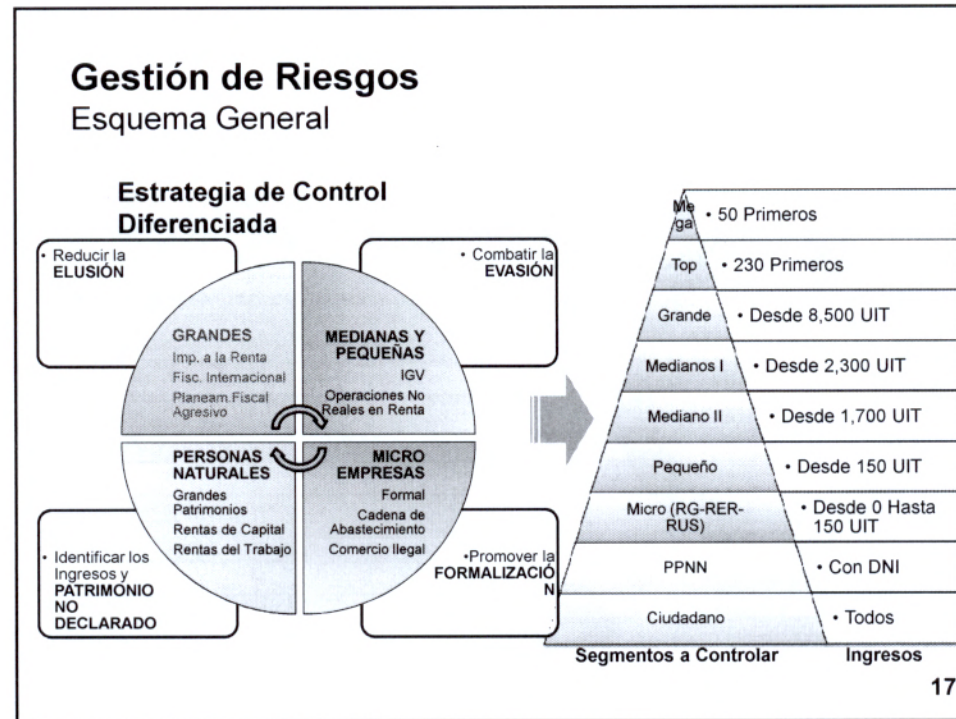 Gestión de Riesgos
Esquema General
Estrategia de Control
Diferenciada
• Reducir la
ELUSIÓN
• Combatir la
EVASIÓN
GRANDES
Imp. a la Renta
Fisc. Internacional
Planeam.Fiscal
Agresivo
MEDIANAS Y
PEQUEÑAS
IGV
Operaciones No
Reales en Renta
PERSONAS
NATURALES
Grandes
Patrimonios
Rentas de Capital
Rentas del Trabajo
MICRO
EMPRESAS
Formal
Cadena de
Abastecimiento
Comercio Ilegal
• Identificar los
Ingresos y
PATRIMONIO
NO
DECLARADO
•Promover la
FORMALIZACIÓ
N
Me
ga
• 50 Primeros
Top
• 230 Primeros
Grande
• Desde 8,500 UIT
Medianos I
• Desde 2,300 UIT
Mediano II
• Desde 1,700 UIT
Pequeño
• Desde 150 UIT
Micro (RG-RER-
RUS)
• Desde 0 Hasta
150 UIT
PPNN
• Con DNI
Ciudadano
• Todos
Segmentos a Controlar
Ingresos
17